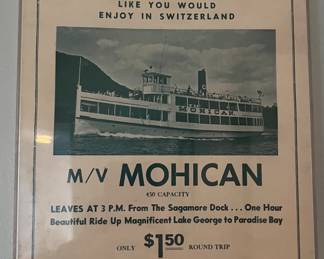 LIKE YOU WOULD
ENJOY IN SWITZERLAND
MOHICAN
M/V MOHICAN
450 CAPACITY
LEAVES AT 3 P.M. From The Sagamore Dock . . . One Hour
Beautiful Ride Up Magnificent Lake George to Paradise Bay
ONLY $1.50 ROUND TRIP